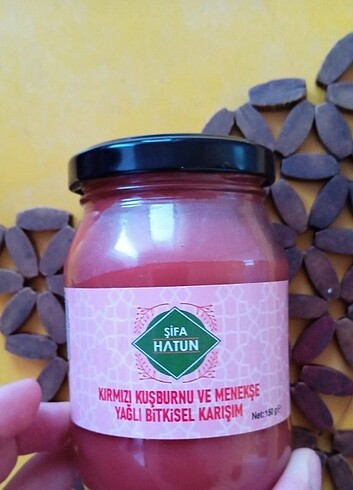 ŞİFA
HATUN
KIRMIZI KUŞBURNU VE MENEKŞE
YAĞLI BİTKİSEL KARIŞIM
Net:150 gr